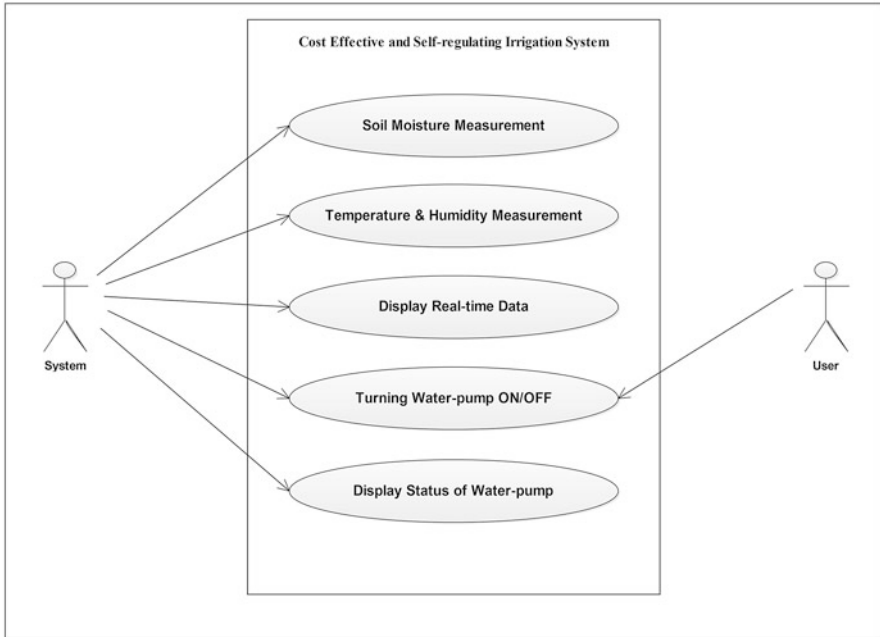 Cost Effective and Self-regulating Irrigation System
Soil Moisture Measurement
Temperature & Humidity Measurement
Display Real-time Data
System
User
Turning Water-pump ON/OFF
Display Status of Water-pump